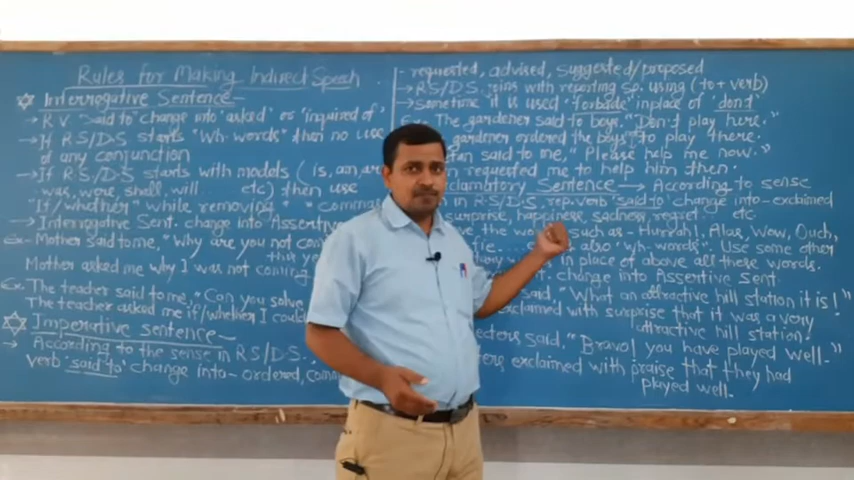 Rules for Making Indirect Speech
Interrogative Sentence
→ R.V. 'Said to' change into 'asked' or 'inquired of'
→ If R.S/D.S starts "Wh-words" then no use
of any conjunction
→ If R.S/D.S starts with models (is, am, are
was, were, shall, will etc) then use
"If/whether" while removing "comma
→ Interrogative Sent. change into Assertive
Ex- Mother said to me, "Why are you not com
Mother asked me why I was not coming
Ex. The teacher said to me, "Can you solve
The teacher asked me if/whether I could
Imperative sentence
→ According to the sense in R.S/D.S.
verb 'said to' change into - ordered,
- requested, advised, suggested/proposed
→ R.S/D.S. joins with reporting sp. using (to + verb)
→ sometime it is used 'forbade' in place of 'don't'
Ex- The gardener said to boys, "Don't play here."
gardener ordered the boys to play there.
an said to me, "Please help me now."
requested me to help him then.
clamatory Sentence → According to sense
in R.S/D.S. rep. verb 'said to' change into - exclaimed
surprise, happiness, sadness, regret. etc
the words such as - Hurrah!, Alas, Wow, Ouch,
also 'wh-words'. Use some other
in place of above all these words.
change into Assertive Sent.
said, "What an attractive hill station it is!"
exclaimed with surprise that it was a very
attractive hill station.
said, "Bravo! you have played well."
exclaimed with praise that they had
played well.